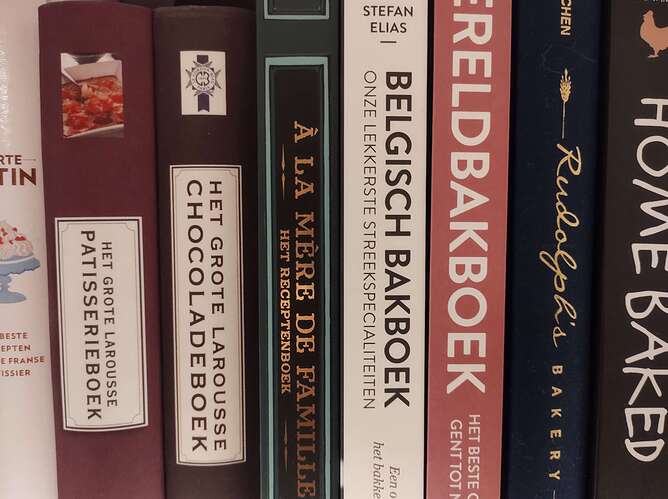 RTE
TIN
BESTE
EPTEN
E FRANSE
TISSIER
HET GROTE LAROUSSE
PATISSERIEBOEK
HET GROTE LAROUSSE
CHOCOLADEBOEK
À LA MÈRE DE FAMILLE
HET RECEPTENBOEK
STEFAN
ELIAS
BELGISCH BAKBOEK
ONZE LEKKERSTE STREEKSPECIALITEITEN
Een o
het bakke
ERELDBAKBOEK
HET BESTE
GENT TOT N
CHEN
Rudolph's
BAKERY
HOME BAKED